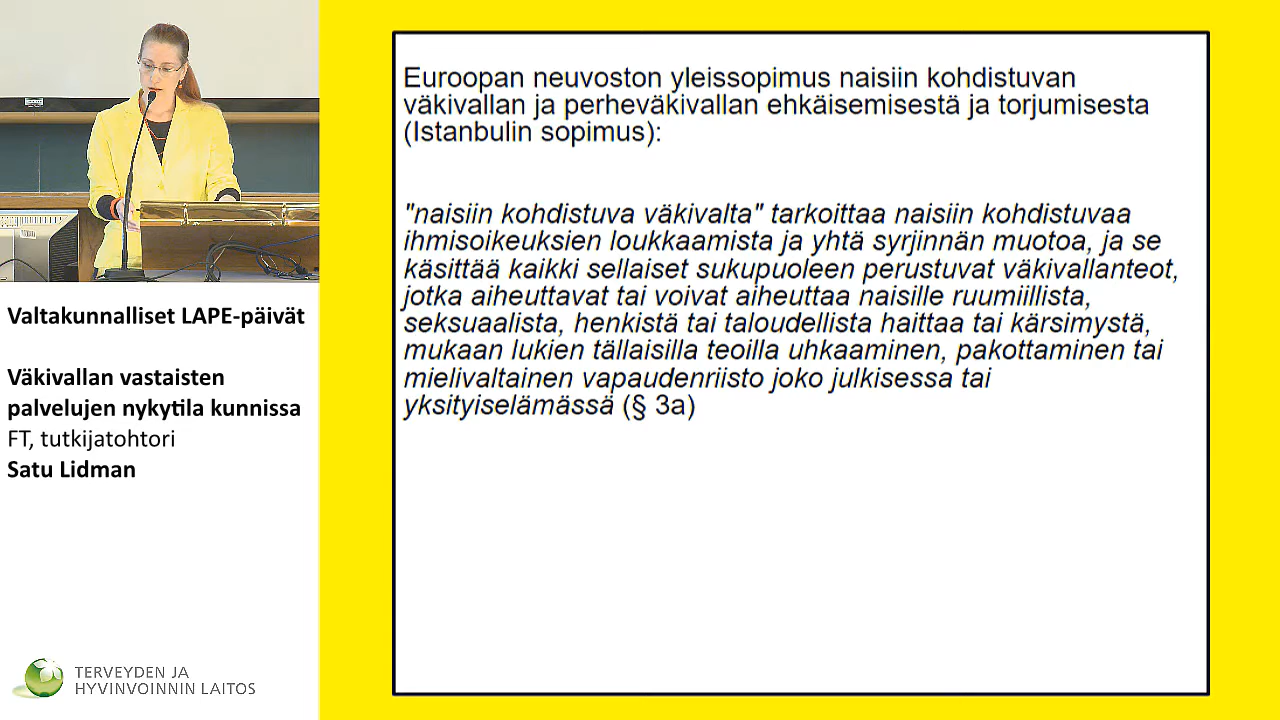 Valtakunnalliset LAPE-päivät
Väkivallan vastaisten
palvelujen nykytila kunnissa
FT, tutkijatohtori
Satu Lidman
TERVEYDEN JA
HYVINVOINNIN LAITOS
Euroopan neuvoston yleissopimus naisiin kohdistuvan
väkivallan ja perheväkivallan ehkäisemisestä ja torjumisesta
(Istanbulin sopimus):
"naisiin kohdistuva väkivalta" tarkoittaa naisiin kohdistuvaa
ihmisoikeuksien loukkaamista ja yhtä syrjinnän muotoa, ja se
käsittää kaikki sellaiset sukupuoleen perustuvat väkivallanteot,
jotka aiheuttavat tai voivat aiheuttaa naisille ruumiillista,
seksuaalista, henkistä tai taloudellista haittaa tai kärsimystä,
mukaan lukien tällaisilla teoilla uhkaaminen, pakottaminen tai
mielivaltainen vapaudenriisto joko julkisessa tai
yksityiselämässä (§ 3a)